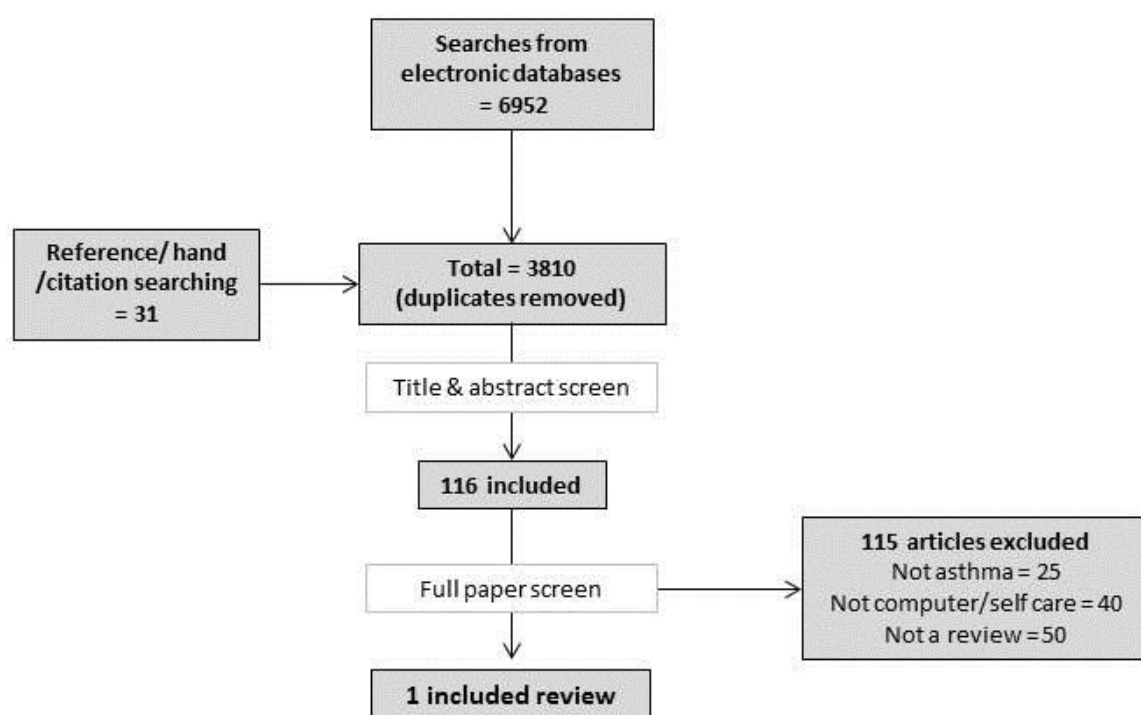 Searches from
electronic databases
= 6952
Reference/ hand
/citation searching
= 31
Total = 3810
(duplicates removed)
Title & abstract screen
116 included
115 articles excluded
Not asthma = 25
Not computer/self care = 40
Not a review =50
Full paper screen
1 included review